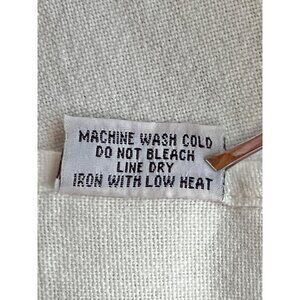 MACHINE WASH COLD
DO NOT BLEACH
LINE DRY
IRON WITH LOW HEAT